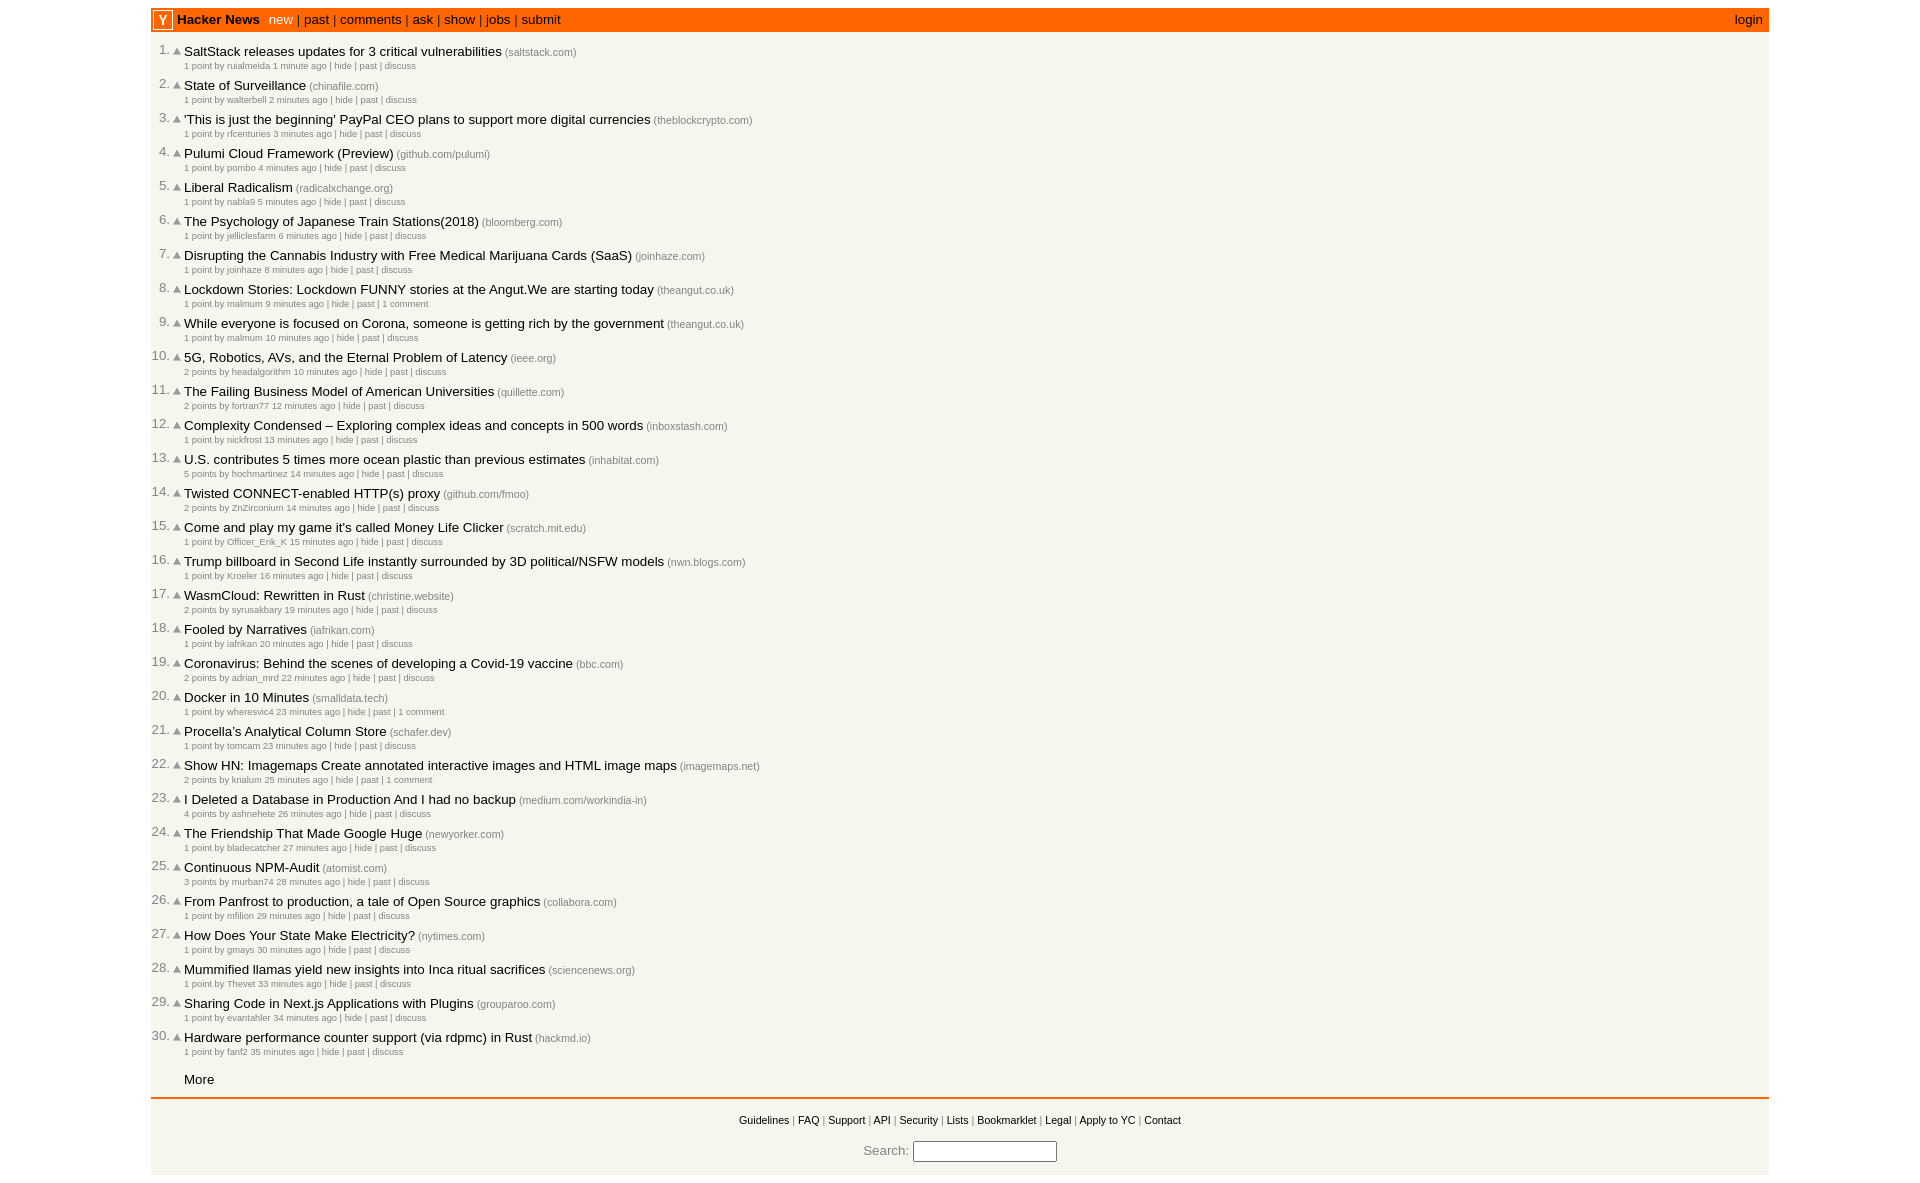 Y Hacker News new | past | comments | ask | show | jobs | submit login
1. SaltStack releases updates for 3 critical vulnerabilities (saltstack.com)
1 point by ruialmeida 1 minute ago | hide | past | discuss
2. State of Surveillance (chinafile.com)
1 point by walterbell 2 minutes ago | hide | past | discuss
3. 'This is just the beginning' PayPal CEO plans to support more digital currencies (theblockcrypto.com)
1 point by rfcenturies 3 minutes ago | hide | past | discuss
4. Pulumi Cloud Framework (Preview) (github.com/pulumi)
1 point by pombo 4 minutes ago | hide | past | discuss
5. Liberal Radicalism (radicalxchange.org)
1 point by nabla9 5 minutes ago | hide | past | discuss
6. The Psychology of Japanese Train Stations(2018) (bloomberg.com)
1 point by jelliclesfarm 6 minutes ago | hide | past | discuss
7. Disrupting the Cannabis Industry with Free Medical Marijuana Cards (SaaS) (joinhaze.com)
1 point by joinhaze 8 minutes ago | hide | past | discuss
8. Lockdown Stories: Lockdown FUNNY stories at the Angut.We are starting today (theangut.co.uk)
1 point by malmum 9 minutes ago | hide | past | 1 comment
9. While everyone is focused on Corona, someone is getting rich by the government (theangut.co.uk)
1 point by malmum 10 minutes ago | hide | past | discuss
10. 5G, Robotics, AVs, and the Eternal Problem of Latency (ieee.org)
2 points by headalgorithm 10 minutes ago | hide | past | discuss
11. The Failing Business Model of American Universities (quillette.com)
2 points by fortran77 12 minutes ago | hide | past | discuss
12. Complexity Condensed – Exploring complex ideas and concepts in 500 words (inboxstash.com)
1 point by nickfrost 13 minutes ago | hide | past | discuss
13. U.S. contributes 5 times more ocean plastic than previous estimates (inhabitat.com)
5 points by hochmartinez 14 minutes ago | hide | past | discuss
14. Twisted CONNECT-enabled HTTP(s) proxy (github.com/fmoo)
2 points by ZnZirconium 14 minutes ago | hide | past | discuss
15. Come and play my game it's called Money Life Clicker (scratch.mit.edu)
1 point by Officer_Erik_K 15 minutes ago | hide | past | discuss
16. Trump billboard in Second Life instantly surrounded by 3D political/NSFW models (nwn.blogs.com)
1 point by Kroeler 16 minutes ago | hide | past | discuss
17. WasmCloud: Rewritten in Rust (christine.website)
2 points by syrusakbary 19 minutes ago | hide | past | discuss
18. Fooled by Narratives (iafrikan.com)
1 point by iafrikan 20 minutes ago | hide | past | discuss
19. Coronavirus: Behind the scenes of developing a Covid-19 vaccine (bbc.com)
2 points by adrian_mrd 22 minutes ago | hide | past | discuss
20. Docker in 10 Minutes (smalldata.tech)
1 point by wheresvic4 23 minutes ago | hide | past | 1 comment
21. Procella’s Analytical Column Store (schafer.dev)
1 point by tomcam 23 minutes ago | hide | past | discuss
22. Show HN: Imagemaps Create annotated interactive images and HTML image maps (imagemaps.net)
2 points by knalum 25 minutes ago | hide | past | 1 comment
23. I Deleted a Database in Production And I had no backup (medium.com/workindia-in)
4 points by ashnehete 26 minutes ago | hide | past | discuss
24. The Friendship That Made Google Huge (newyorker.com)
1 point by bladecatcher 27 minutes ago | hide | past | discuss
25. Continuous NPM-Audit (atomist.com)
3 points by murban74 28 minutes ago | hide | past | discuss
26. From Panfrost to production, a tale of Open Source graphics (collabora.com)
1 point by mfilion 29 minutes ago | hide | past | discuss
27. How Does Your State Make Electricity? (nytimes.com)
1 point by gmays 30 minutes ago | hide | past | discuss
28. Mummified llamas yield new insights into Inca ritual sacrifices (sciencenews.org)
1 point by Thevet 33 minutes ago | hide | past | discuss
29. Sharing Code in Next.js Applications with Plugins (grouparoo.com)
1 point by evantahler 34 minutes ago | hide | past | discuss
30. Hardware performance counter support (via rdpmc) in Rust (hackmd.io)
1 point by fanf2 35 minutes ago | hide | past | discuss
More
Guidelines | FAQ | Support | API | Security | Lists | Bookmarklet | Legal | Apply to YC | Contact
Search: